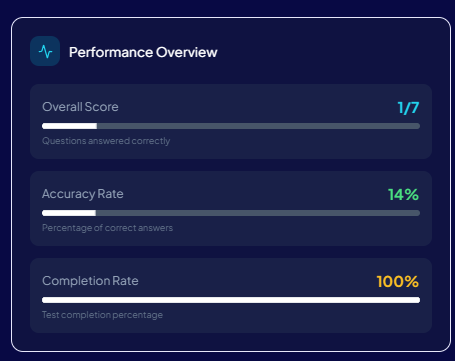 Performance Overview
Overall Score
1/7
Questions answered correctly
Accuracy Rate
14%
Percentage of correct answers
Completion Rate
100%
Test completion percentage